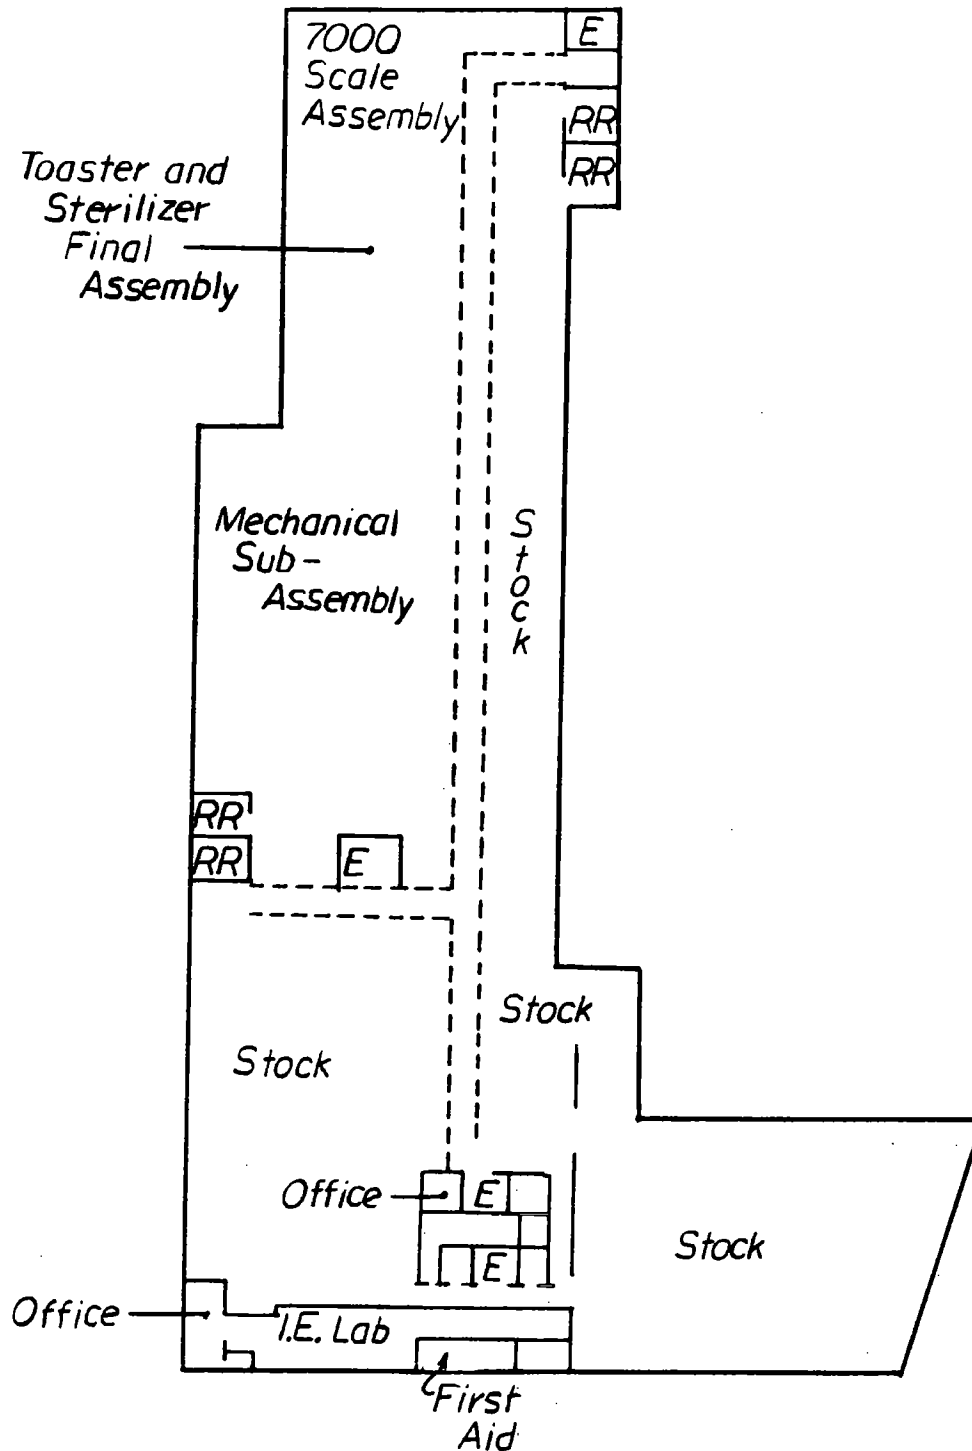 7000
Scale
Assembly
E
RR
RR
Toaster and
Sterilizer
Final
Assembly
Mechanical
Sub-
Assembly
Stock
RR
RR
E
Stock
Stock
Office
E
E
Stock
Office
I.E. Lab
First
Aid